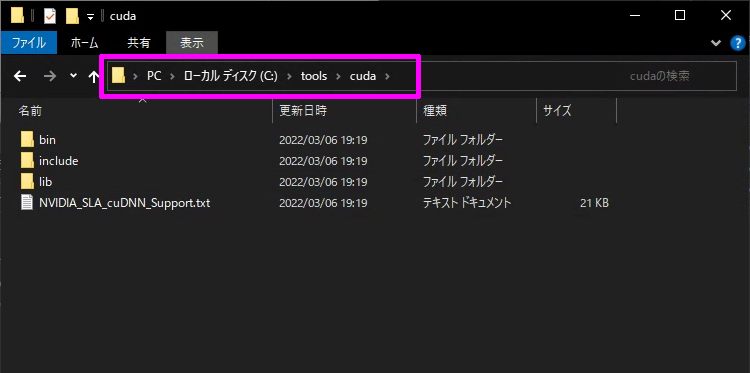 cuda
ファイル ホーム 共有 表示
PC ローカル ディスク (C:) tools cuda cudaの検索
名前 更新日時 種類 サイズ
bin 2022/03/06 19:19 ファイル フォルダー
include 2022/03/06 19:19 ファイル フォルダー
lib 2022/03/06 19:19 ファイル フォルダー
NVIDIA_SLA_cuDNN_Support.txt 2022/03/06 19:19 テキスト ドキュメント 21 KB